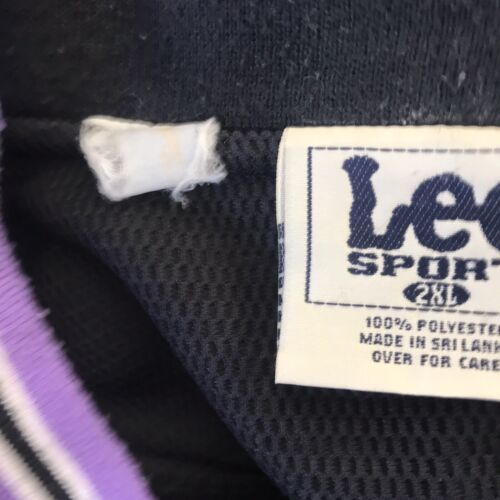 Lee
SPORT
2XL
100% POLYESTE
MADE IN SRI LANK
OVER FOR CARE